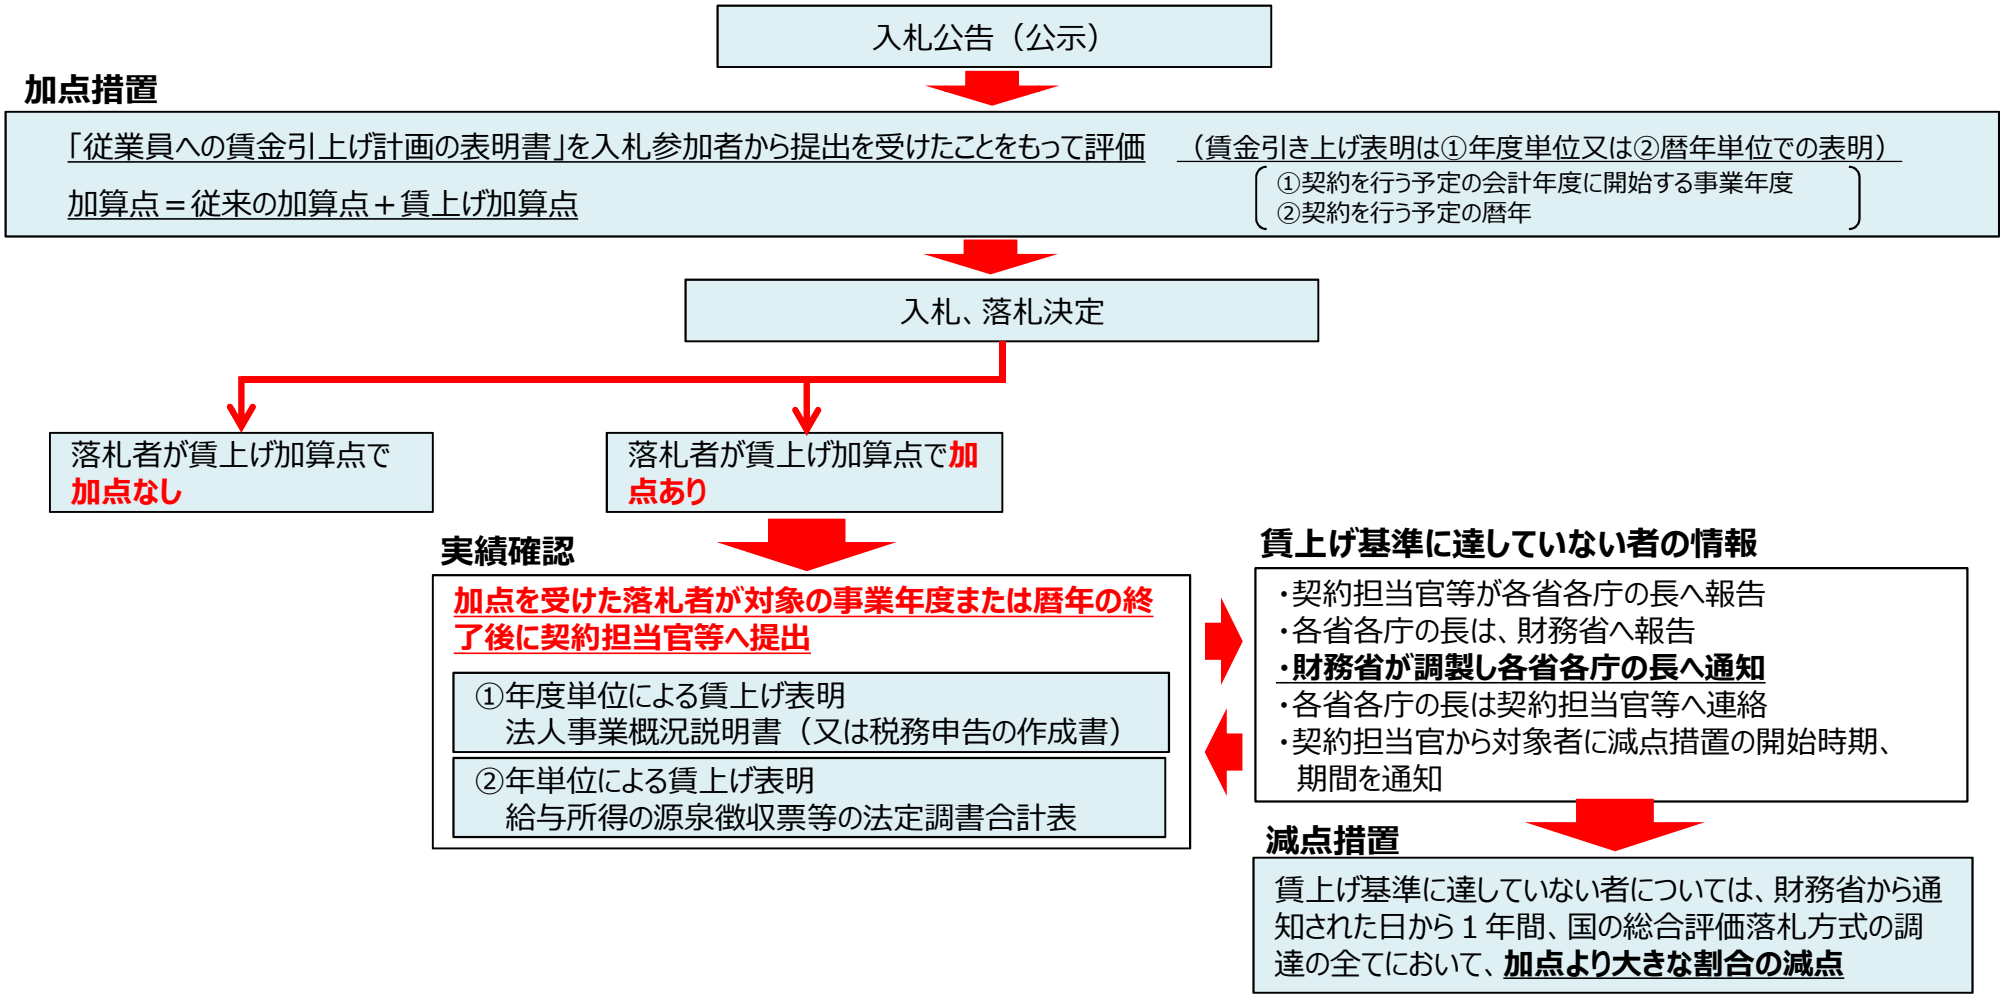 入札公告（公示）
加点措置
「従業員への賃金引上げ計画の表明書」を入札参加者から提出を受けたことをもって評価　（賃金引き上げ表明は①年度単位又は②暦年単位での表明）
加算点＝従来の加算点＋賃上げ加算点
①契約を行う予定の会計年度に開始する事業年度
②契約を行う予定の暦年
入札、落札決定
落札者が賃上げ加算点で
加点なし
落札者が賃上げ加算点で加
点あり
実績確認
加点を受けた落札者が対象の事業年度または暦年の終
了後に契約担当官等へ提出
①年度単位による賃上げ表明
法人事業概況説明書（又は税務申告の作成書）
②年単位による賃上げ表明
給与所得の源泉徴収票等の法定調書合計表
賃上げ基準に達していない者の情報
・契約担当官等が各省各庁の長へ報告
・各省各庁の長は、財務省へ報告
・財務省が調製し各省各庁の長へ通知
・各省各庁の長は契約担当官等へ連絡
・契約担当官から対象者に減点措置の開始時期、
期間を通知
減点措置
賃上げ基準に達していない者については、財務省から通
知された日から１年間、国の総合評価落札方式の調
達の全てにおいて、加点より大きな割合の減点